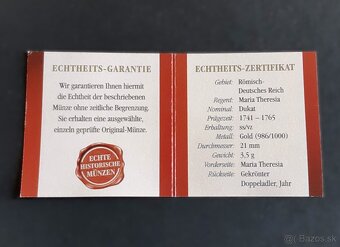 ECHTHEITS-GARANTIE
Wir garantieren Ihnen hiermit
die Echtheit der beschriebenen
Münze ohne zeitliche Begrenzung.
Sie erhalten eine ausgewählte,
einzeln geprüfte Original-Münze.
ECHTE
HISTORISCHE
MÜNZEN
ECHTHEITS-ZERTIFIKAT
Gebiet: Römisch-
Deutsches Reich
Regent: Maria Theresia
Nominal: Dukat
Prägezeit: 1741 – 1765
Erhaltung: ss/vz
Metall: Gold (986/1000)
Durchmesser: 21 mm
Gewicht: 3,5 g
Vorderseite: Maria Theresia
Rückseite: Gekrönter
Doppeladler, Jahr
Bazos.sk